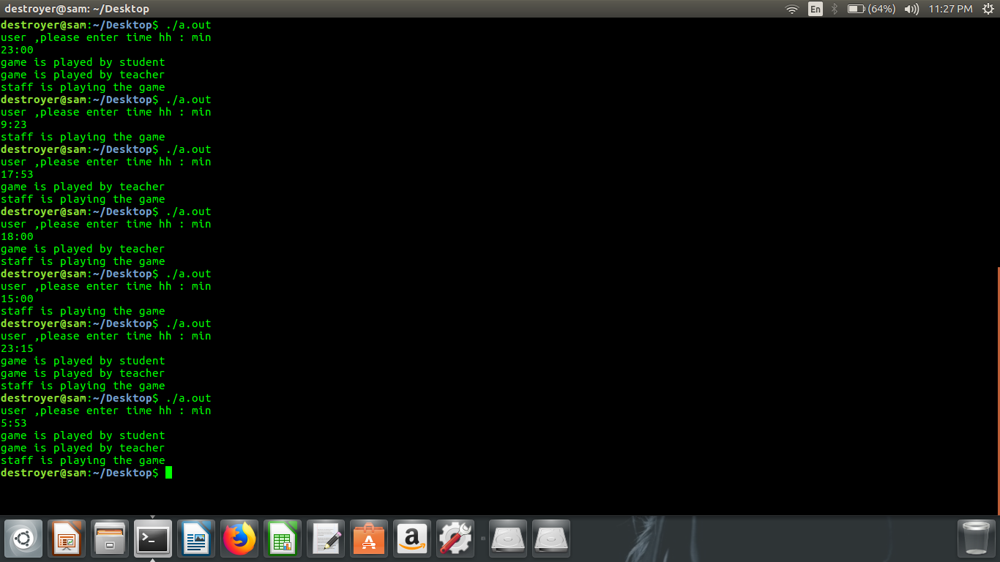 destroyer@sam: ~/Desktop
En
(64%)
11:27 PM
destroyer@sam:~/Desktop$ ./a.out
user ,please enter time hh : min
23:00
game is played by student
game is played by teacher
staff is playing the game
destroyer@sam:~/Desktop$ ./a.out
user ,please enter time hh : min
9:23
staff is playing the game
destroyer@sam:~/Desktop$ ./a.out
user ,please enter time hh : min
17:53
game is played by teacher
staff is playing the game
destroyer@sam:~/Desktop$ ./a.out
user ,please enter time hh : min
18:00
game is played by teacher
staff is playing the game
destroyer@sam:~/Desktop$ ./a.out
user ,please enter time hh : min
15:00
staff is playing the game
destroyer@sam:~/Desktop$ ./a.out
user ,please enter time hh : min
23:15
game is played by student
game is played by teacher
staff is playing the game
destroyer@sam:~/Desktop$ ./a.out
user ,please enter time hh : min
5:53
game is played by student
game is played by teacher
staff is playing the game
destroyer@sam:~/Desktop$